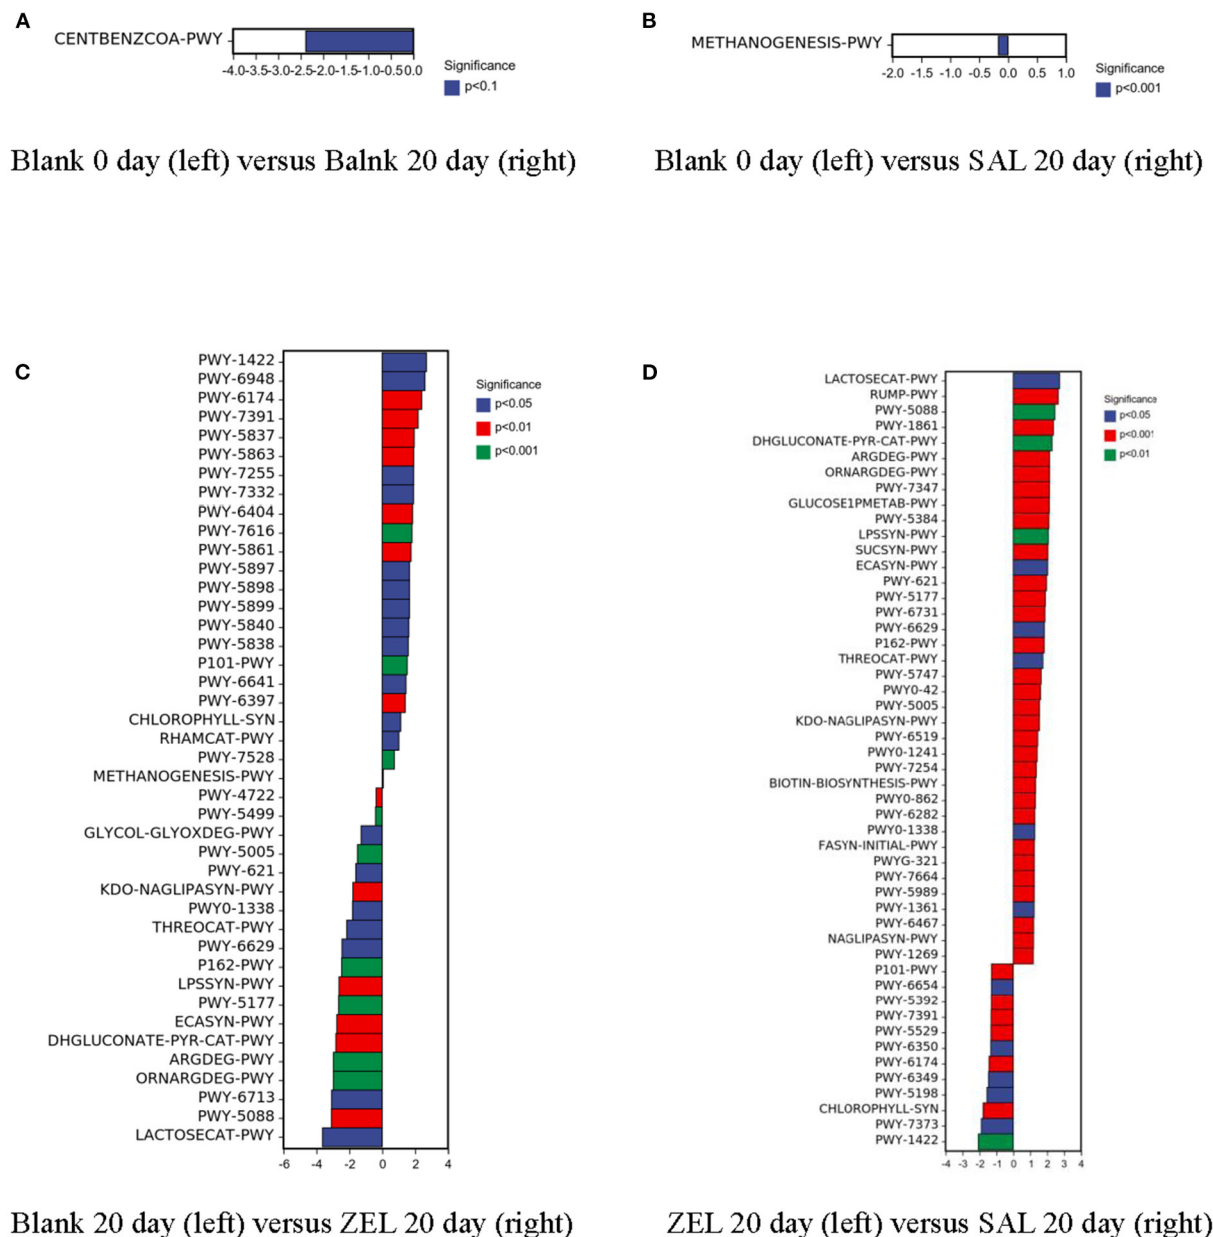 A
CENTBENZCOA-PWY
-4.0-3.5-3.0-2.5-2.0-1.5-1.0-0.50.0
Significance
p<0.1
Blank 0 day (left) versus Balnk 20 day (right)
B
METHANOGENESIS-PWY
-2.0 -1.5 -1.0 -0.5 0.0 0.5 1.0
Significance
p<0.001
Blank 0 day (left) versus SAL 20 day (right)
C
PWY-1422
PWY-6948
PWY-6174
PWY-7391
PWY-5837
PWY-5863
PWY-7255
PWY-7332
PWY-6404
PWY-7616
PWY-5861
PWY-5897
PWY-5898
PWY-5899
PWY-5840
PWY-5838
P101-PWY
PWY-6641
PWY-6397
CHLOROPHYLL-SYN
RHAMCAT-PWY
PWY-7528
METHANOGENESIS-PWY
PWY-4722
PWY-5499
GLYCOL-GLYOXDEG-PWY
PWY-5005
PWY-621
KDO-NAGLIPASYN-PWY
PWY0-1338
THREOCAT-PWY
PWY-6629
P162-PWY
LPSSYN-PWY
PWY-5177
ECASYN-PWY
DHGLUCONATE-PYR-CAT-PWY
ARGDEG-PWY
ORNARGDEG-PWY
PWY-6713
PWY-5088
LACTOSECAT-PWY
-6 -4 -2 0 2 4
Significance
p<0.05
p<0.01
p<0.001
Blank 20 day (left) versus ZEL 20 day (right)
D
LACTOSECAT-PWY
RUMP-PWY
PWY-5088
PWY-1861
DHGLUCONATE-PYR-CAT-PWY
ARGDEG-PWY
ORNARGDEG-PWY
PWY-7347
GLUCOSE1PMETAB-PWY
PWY-5384
LPSSYN-PWY
SUCSYN-PWY
ECASYN-PWY
PWY-621
PWY-5177
PWY-6731
PWY-6629
P162-PWY
THREOCAT-PWY
PWY-5747
PWY0-42
PWY-5005
KDO-NAGLIPASYN-PWY
PWY-6519
PWY0-1241
PWY-7254
BIOTIN-BIOSYNTHESIS-PWY
PWY0-862
PWY-6282
PWY0-1338
FASYN-INITIAL-PWY
PWYG-321
PWY-7664
PWY-5989
PWY-1361
PWY-6467
NAGLIPASYN-PWY
PWY-1269
P101-PWY
PWY-6654
PWY-5392
PWY-7391
PWY-5529
PWY-6350
PWY-6174
PWY-6349
PWY-5198
CHLOROPHYLL-SYN
PWY-7373
PWY-1422
-4 -3 -2 -1 0 1 2 3 4
Significance
p<0.05
p<0.001
p<0.01
ZEL 20 day (left) versus SAL 20 day (right)